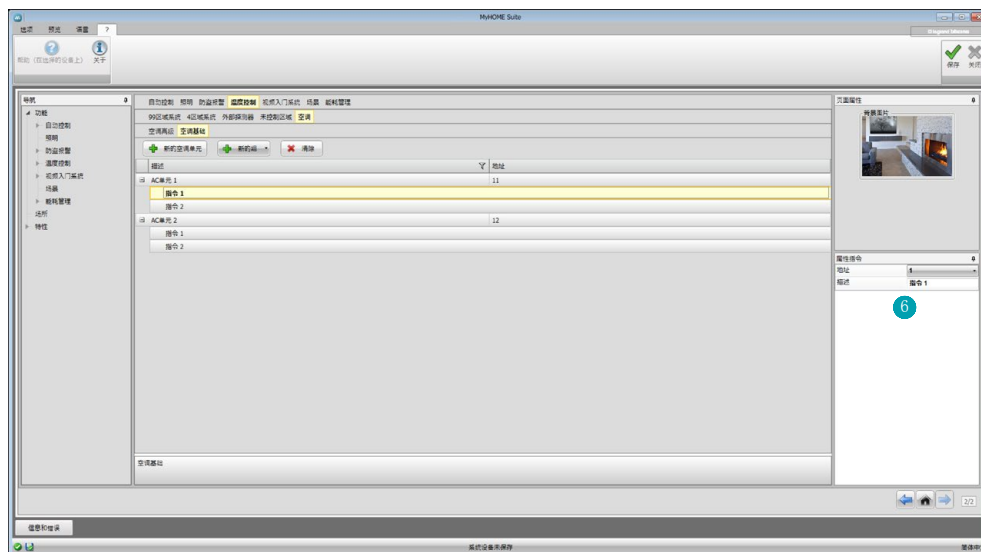 MyHOME Suite
选项 预览 语言 ?
帮助（在选择的设备上） 关于
保存 关闭
导航
功能
自动控制
照明
防盗报警
温度控制
视频入门系统
场景
能耗管理
场所
特性
自动控制 照明 防盗报警 温度控制 视频入门系统 场景 能耗管理
99区域系统 4区域系统 外部探测器 未控制区域 空调
空调高级 空调基础
新的空调单元 新的组 清除
描述 地址
AC单元 1 11
指令 1
指令 2
AC单元 2 12
指令 1
指令 2
空调基础
页面属性
背景图片
属性指令
地址 1
描述 指令 1
6
2/2
信息和错误
系统设备未保存 简体中